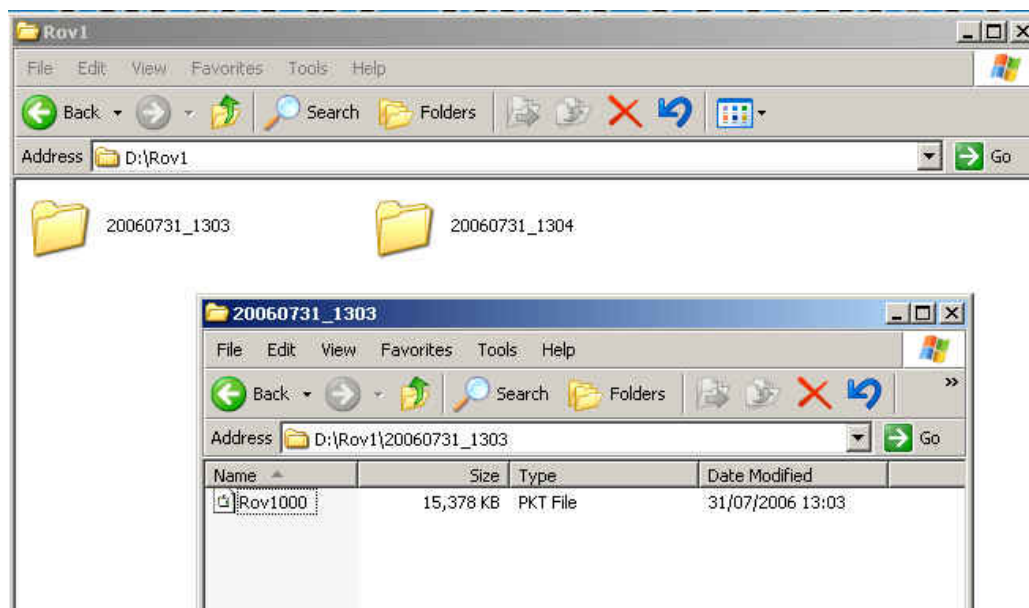 Rov1
File Edit View Favorites Tools Help
Back Search Folders
Address D:\Rov1 Go
20060731_1303 20060731_1304
20060731_1303
File Edit View Favorites Tools Help
Back Search Folders »
Address D:\Rov1\20060731_1303 Go
Name Size Type Date Modified
Rov1000 15,378 KB PKT File 31/07/2006 13:03